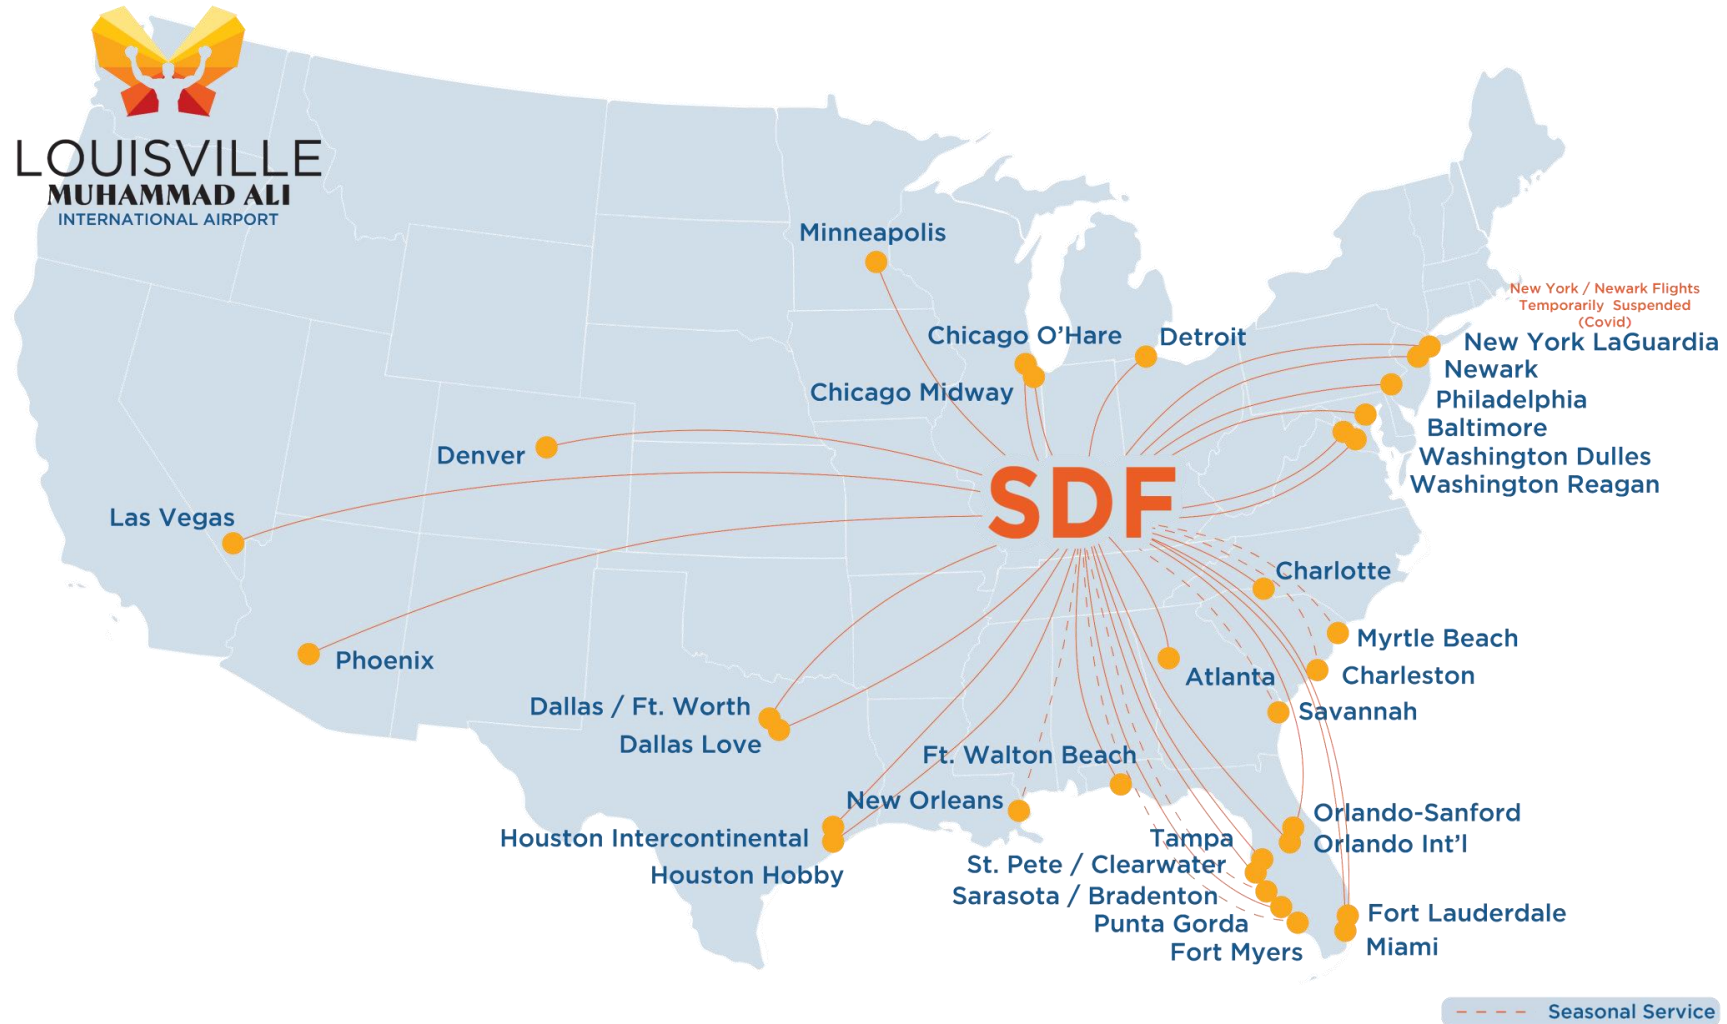 LOUISVILLE
MUHAMMAD ALI
INTERNATIONAL AIRPORT
Minneapolis
New York / Newark Flights
Temporarily Suspended
(Covid)
Chicago O’Hare
Detroit
New York LaGuardia
Newark
Chicago Midway
Philadelphia
Baltimore
Denver
Washington Dulles
Washington Reagan
SDF
Las Vegas
Charlotte
Myrtle Beach
Phoenix
Atlanta
Charleston
Dallas / Ft. Worth
Savannah
Dallas Love
Ft. Walton Beach
New Orleans
Orlando-Sanford
Houston Intercontinental
Tampa
Orlando Int’l
St. Pete / Clearwater
Houston Hobby
Sarasota / Bradenton
Fort Lauderdale
Punta Gorda
Miami
Fort Myers
Seasonal Service